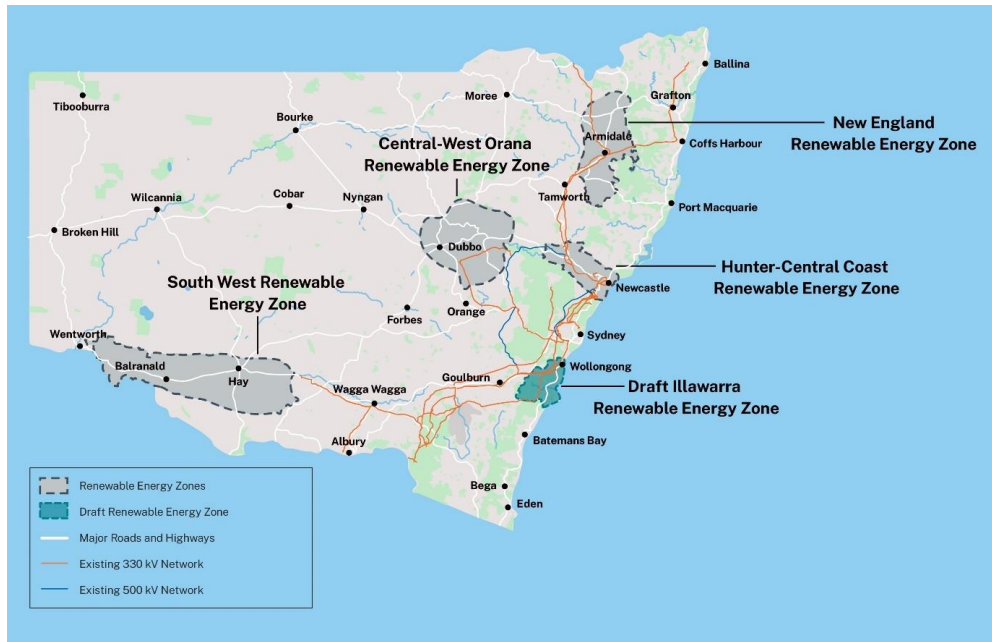 Ballina
Tibooburra
Moree
Grafton
Bourke
New England
Renewable Energy Zone
Armidale
Central-West Orana
Renewable Energy Zone
Coffs Harbour
Tamworth
Wilcannia
Cobar
Nyngan
Port Macquarie
Broken Hill
Dubbo
Hunter-Central Coast
Renewable Energy Zone
South West Renewable
Energy Zone
Newcastle
Orange
Forbes
Wentworth
Sydney
Balranald
Hay
Wollongong
Goulburn
Wagga Wagga
Draft Illawarra
Renewable Energy Zone
Albury
Batemans Bay
Bega
Eden
Renewable Energy Zones
Draft Renewable Energy Zone
Major Roads and Highways
Existing 330 kV Network
Existing 500 kV Network